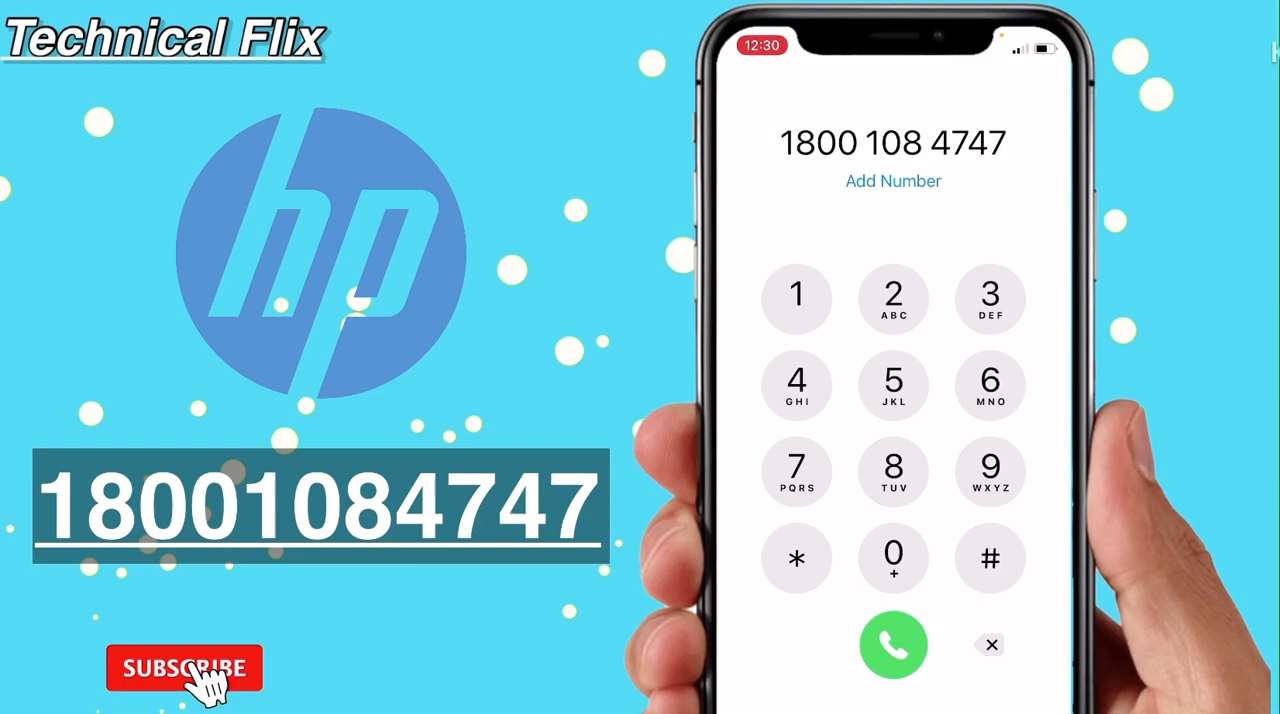 Technical Flix
hp
18001084747
SUBSCRIBE
12:30
1800 108 4747
Add Number
1
2
ABC
3
DEF
4
GHI
5
JKL
6
MNO
7
PQRS
8
TUV
9
WXYZ
*
0
+
#